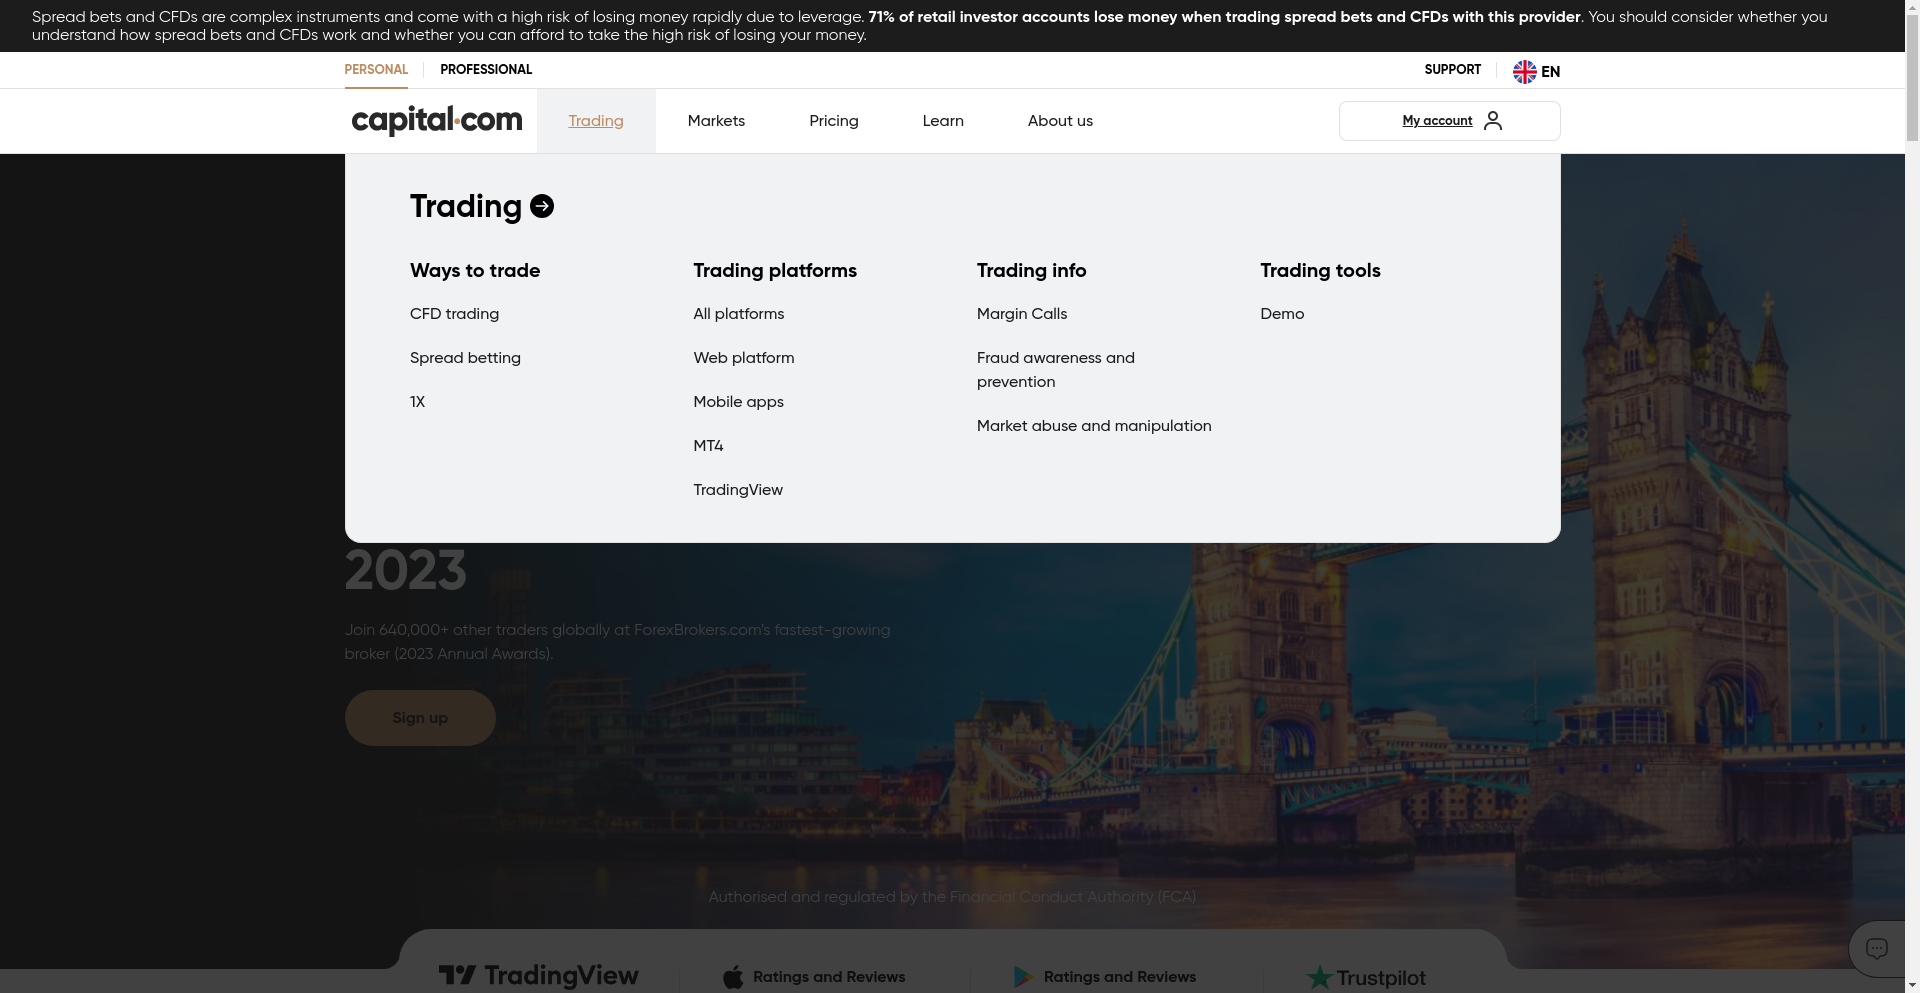 Spread bets and CFDs are complex instruments and come with a high risk of losing money rapidly due to leverage. 71% of retail investor accounts lose money when trading spread bets and CFDs with this provider. You should consider whether you
understand how spread bets and CFDs work and whether you can afford to take the high risk of losing your money.
PERSONAL PROFESSIONAL SUPPORT EN
capital.com Trading Markets Pricing Learn About us My account
Trading
Ways to trade
CFD trading
Spread betting
1X
Trading platforms
All platforms
Web platform
Mobile apps
MT4
TradingView
Trading info
Margin Calls
Fraud awareness and
prevention
Market abuse and manipulation
Trading tools
Demo
2023
Join 640,000+ other traders globally at ForexBrokers.com's fastest-growing
broker (2023 Annual Awards).
Sign up
Authorised and regulated by the Financial Conduct Authority (FCA)
TradingView Ratings and Reviews Ratings and Reviews Trustpilot